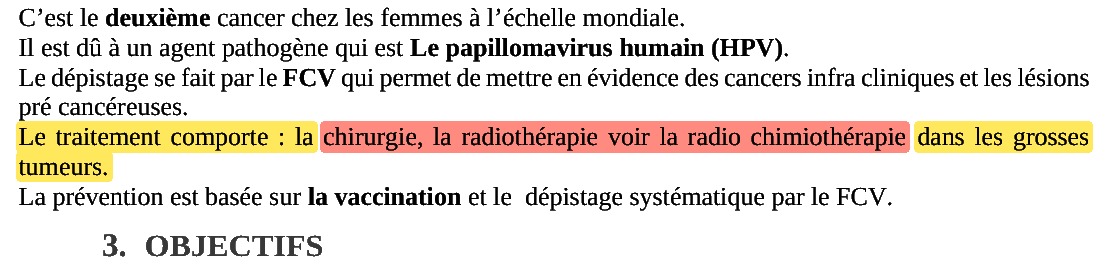 C’est le deuxième cancer chez les femmes à l’échelle mondiale.
Il est dû à un agent pathogène qui est Le papillomavirus humain (HPV).
Le dépistage se fait par le FCV qui permet de mettre en évidence des cancers infra cliniques et les lésions
pré cancéreuses.
Le traitement comporte : la chirurgie, la radiothérapie voir la radio chimiothérapie dans les grosses
tumeurs.
La prévention est basée sur la vaccination et le dépistage systématique par le FCV.
3. OBJECTIFS